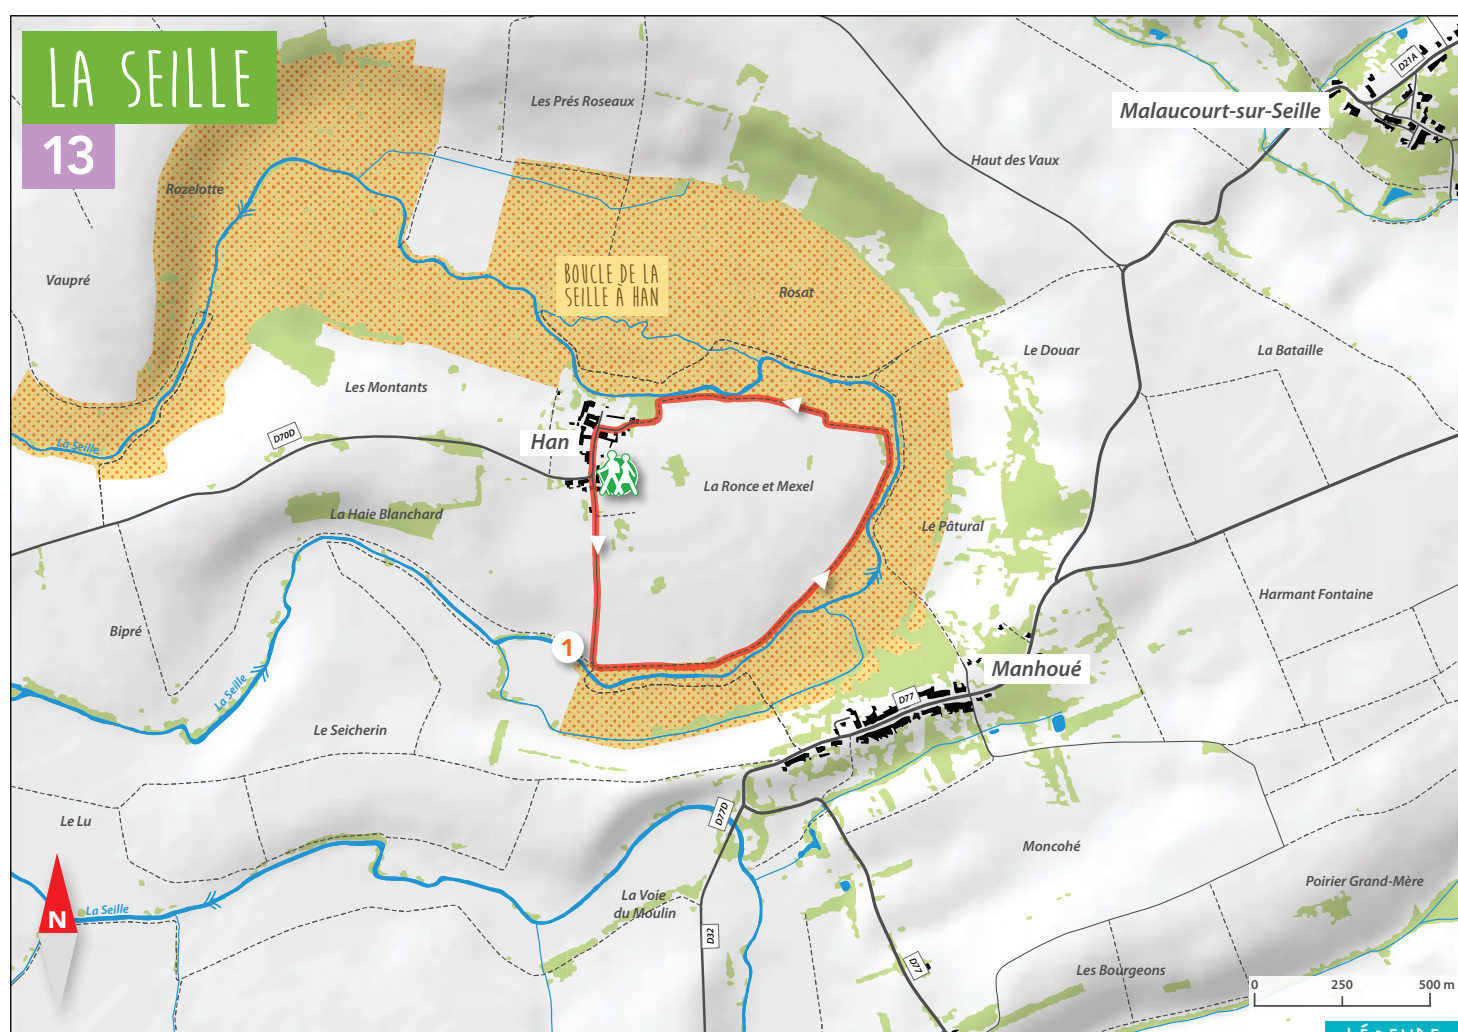 LA SEILLE
13
Les Prés Roseaux
Malaucourt-sur-Seille
D21A
Haut des Vaux
Rozelotte
Vaupré
BOUCLE DE LA
SEILLE À HAN
Rosat
Le Douar
La Bataille
Les Montants
La Seille
D70D
Han
La Ronce et Mexel
La Haie Blanchard
Le Pâtural
Harmant Fontaine
Bipré
1
La Seille
Manhoué
D77
Le Seicherin
Le Lu
D77D
Moncohé
La Voie
du Moulin
Poirier Grand-Mère
La Seille
N
D32
D77
Les Bourgeons
0 250 500 m
LÉGENDE